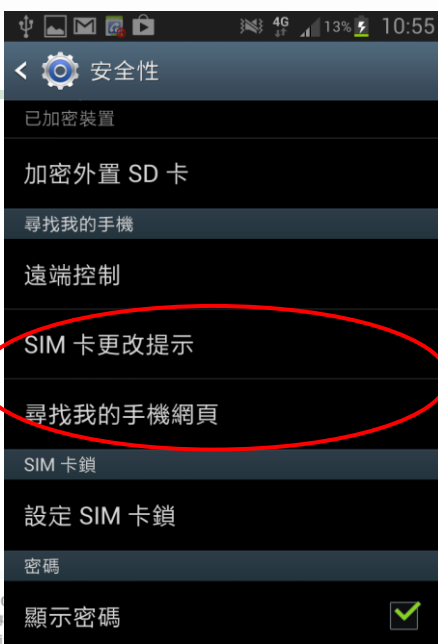 4G 13% 10:55
安全性
已加密裝置
加密外置 SD 卡
尋找我的手機
遠端控制
SIM 卡更改提示
尋找我的手機網頁
SIM 卡鎖
設定 SIM 卡鎖
密碼
顯示密碼